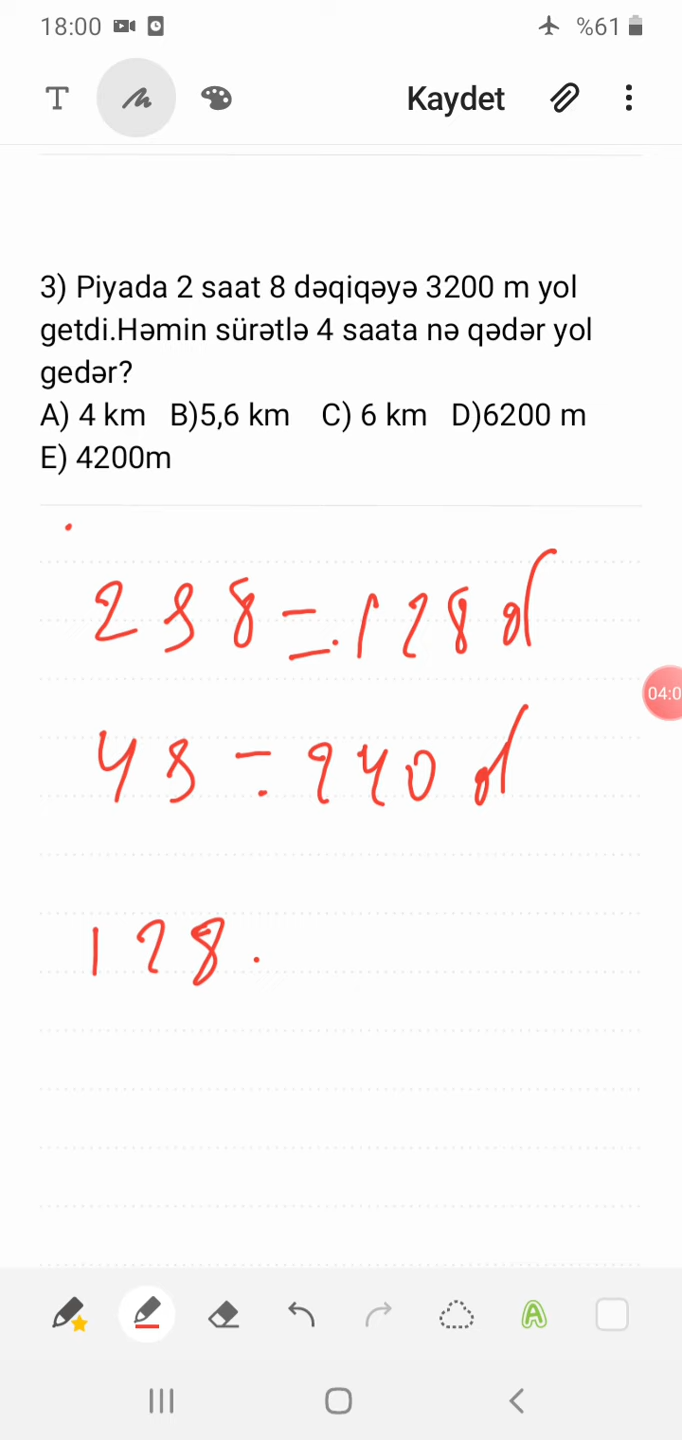 18:00 %61
T Kaydet
3) Piyada 2 saat 8 dəqiqəyə 3200 m yol
getdi.Həmin sürətlə 4 saata nə qədər yol
gedər?
A) 4 km B)5,6 km C) 6 km D)6200 m
E) 4200m
2 s 8 = 128 d
04:0
4 s = 240 d
128.
A